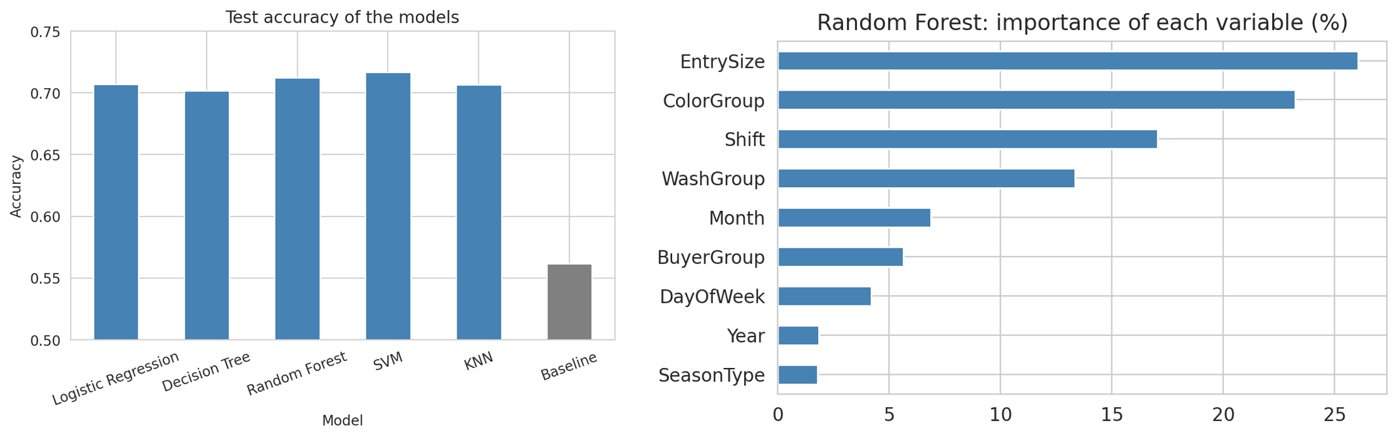 Test accuracy of the models
0.75
0.70
0.65
0.60
0.55
0.50
Accuracy
Logistic Regression
Decision Tree
Random Forest
SVM
KNN
Baseline
Model
Random Forest: importance of each variable (%)
EntrySize
ColorGroup
Shift
WashGroup
Month
BuyerGroup
DayOfWeek
Year
SeasonType
0 5 10 15 20 25